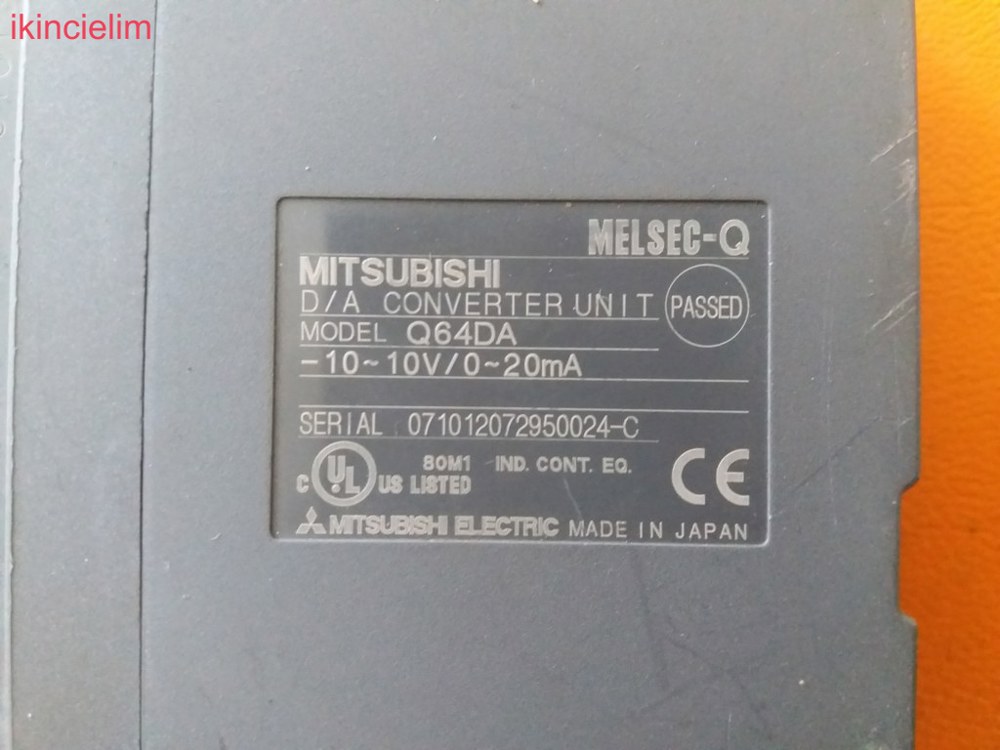 ikincielim
MELSEC-Q
MITSUBISHI
D/A CONVERTER UNIT
PASSED
MODEL Q64DA
-10~10V/0~20mA
SERIAL 071012072950024-C
C UL US LISTED
80M1 IND. CONT. EQ.
CE
MITSUBISHI ELECTRIC MADE IN JAPAN